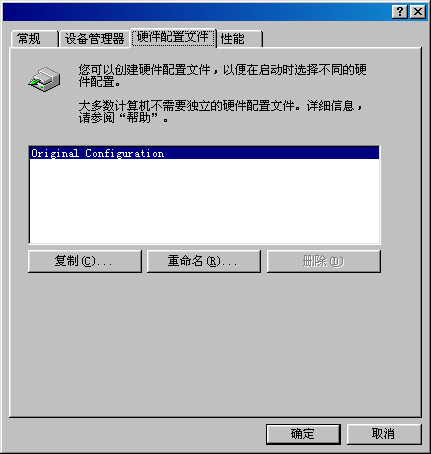 常规 设备管理器 硬件配置文件 性能
您可以创建硬件配置文件，以便在启动时选择不同的硬
件配置。
大多数计算机不需要独立的硬件配置文件。详细信息，
请参阅“帮助”。
Original Configuration
复制(C)... 重命名(R)... 删除(D)
确定 取消